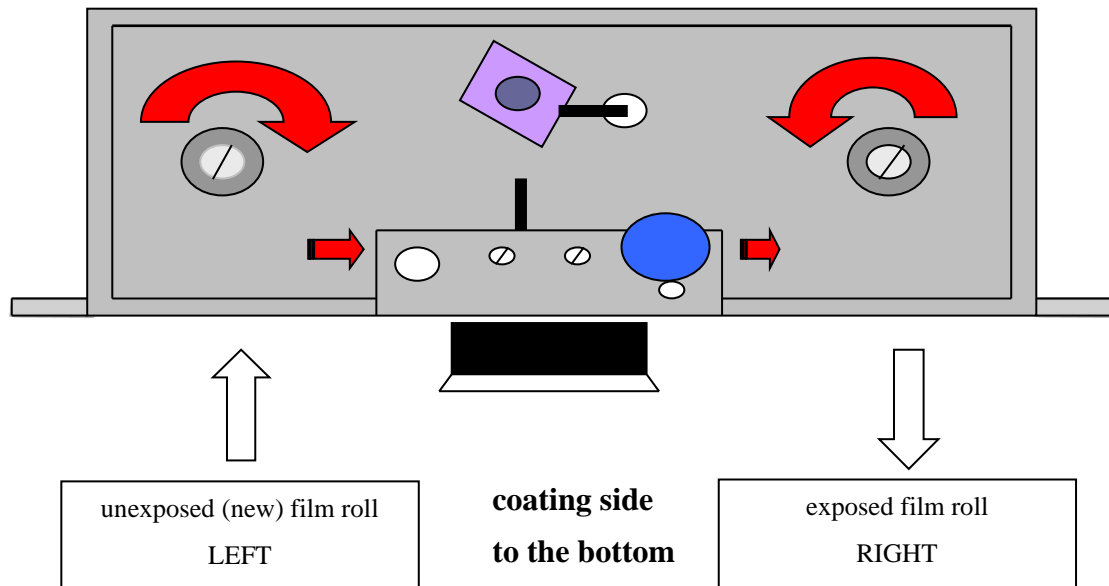 unexposed (new) film roll
LEFT
coating side
to the bottom
exposed film roll
RIGHT